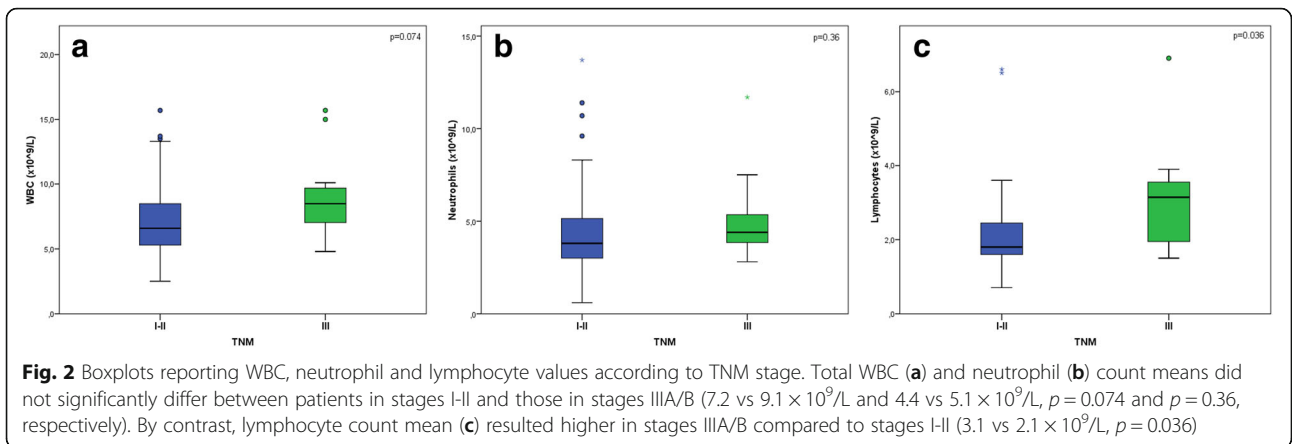 a
p=0.074
20,0
15,0
10,0
5,0
,0
WBC (x10^9/L)
I-II
III
TNM
b
p=0.36
15,0
10,0
5,0
,0
Neutrophils (x10^9/L)
I-II
III
TNM
c
p=0.036
6,0
4,0
2,0
,0
Lymphocytes (x10^9/L)
I-II
III
TNM
Fig. 2 Boxplots reporting WBC, neutrophil and lymphocyte values according to TNM stage. Total WBC (a) and neutrophil (b) count means did
not significantly differ between patients in stages I-II and those in stages IIIA/B (7.2 vs 9.1 × 10⁹/L and 4.4 vs 5.1 × 10⁹/L, p = 0.074 and p = 0.36,
respectively). By contrast, lymphocyte count mean (c) resulted higher in stages IIIA/B compared to stages I-II (3.1 vs 2.1 × 10⁹/L, p = 0.036)